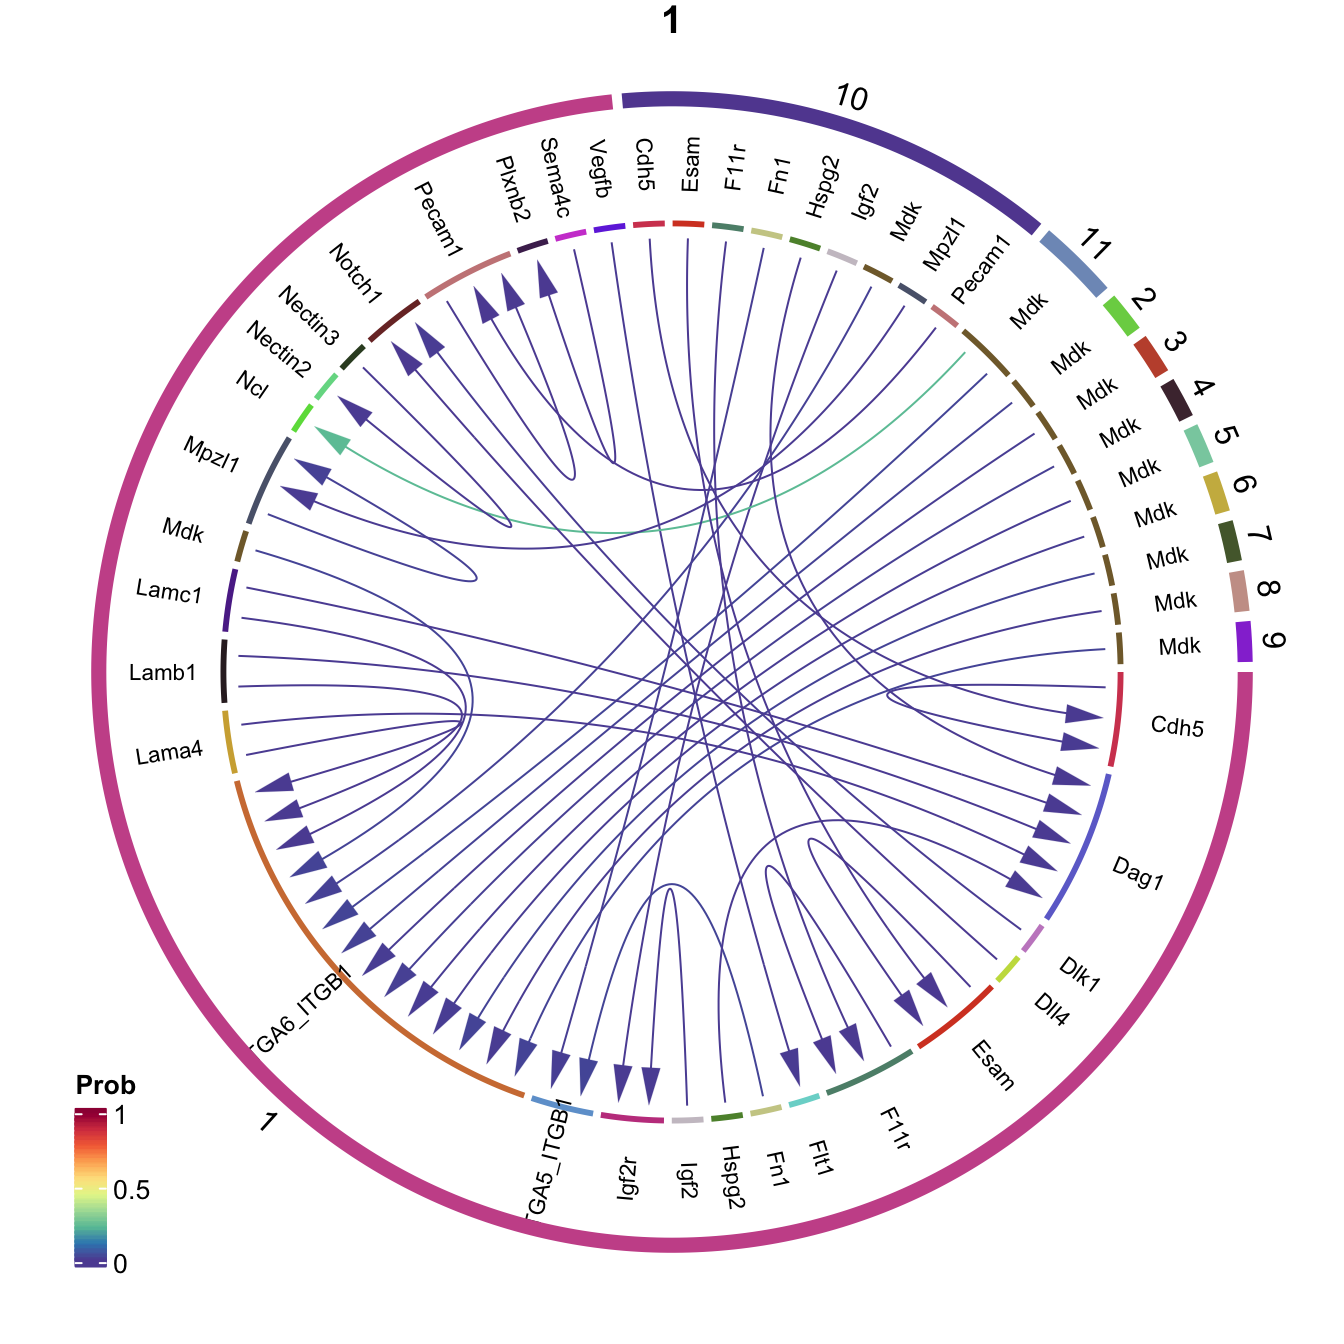 1
10
11
2
3
4
5
6
7
8
9
1
Cdh5
Esam
F11r
Fn1
Hspg2
Igf2
Mdk
Mpzl1
Pecam1
Mdk
Mdk
Mdk
Mdk
Mdk
Mdk
Mdk
Mdk
Mdk
Cdh5
Dag1
Dlk1
Dll4
Esam
F11r
Flt1
Fn1
Hspg2
Igf2
Igf2r
TGA5_ITGB1
TGA6_ITGB1
Lama4
Lamb1
Lamc1
Mdk
Mpzl1
Ncl
Nectin2
Nectin3
Notch1
Pecam1
Plxnb2
Sema4c
Vegfb
Prob
1
0.5
0